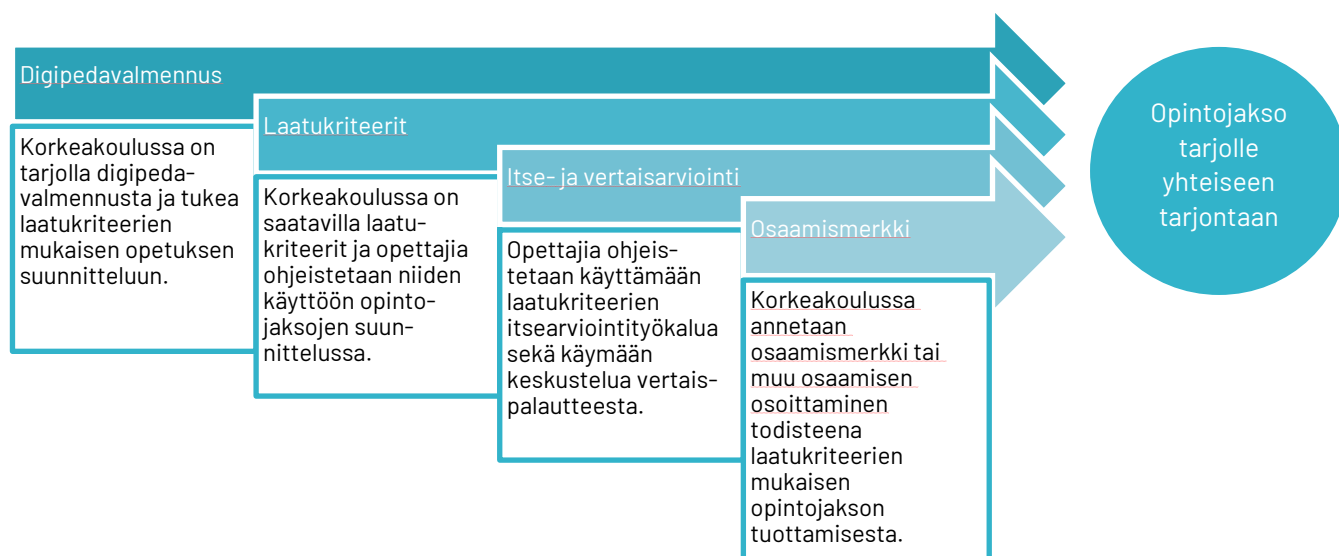 Digipedavalmennus
Korkeakoulussa on
tarjolla digipeda-
valmennusta ja tukea
laatukriteerien
mukaisen opetuksen
suunnitteluun.
Laatukriteerit
Korkeakoulussa on
saatavilla laatu-
kriteerit ja opettajia
ohjeistetaan niiden
käyttöön opinto-
jaksojen suun-
nittelussa.
Itse- ja vertaisarviointi
Opettajia ohjeis-
tetaan käyttämään
laatukriteerien
itsearviointityökalua
sekä käymään
keskustelua vertais-
palautteesta.
Osaamismerkki
Korkeakoulussa
annetaan
osaamismerkki tai
muu osaamisen
osoittaminen
todisteena
laatukriteerien
mukaisen
opintojakson
tuottamisesta.
Opintojakso
tarjolle
yhteiseen
tarjontaan